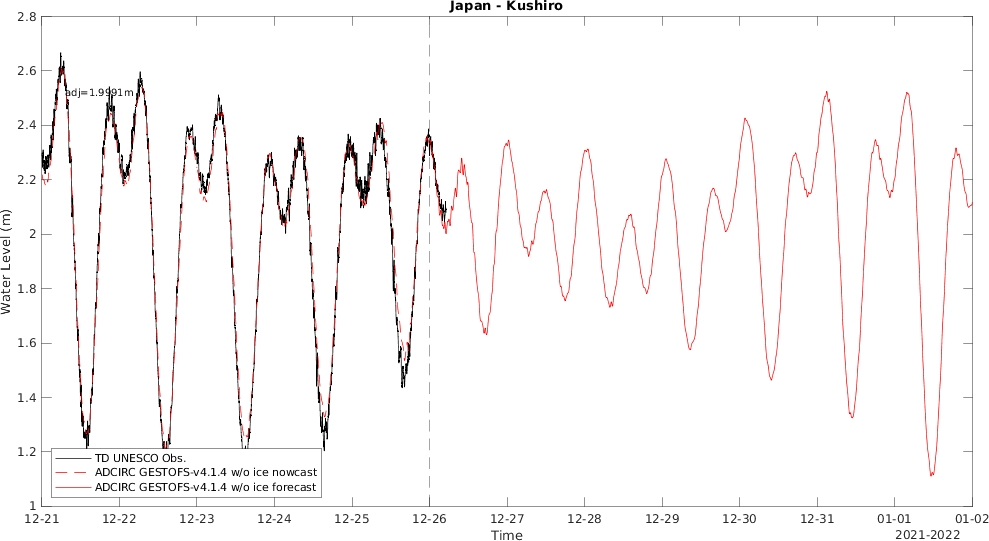 Japan - Kushiro
2.8
2.6
2.4
2.2
2
1.8
1.6
1.4
1.2
1
Water Level (m)
adj=1.9991m
TD UNESCO Obs.
ADCIRC GESTOFS-v4.1.4 w/o ice nowcast
ADCIRC GESTOFS-v4.1.4 w/o ice forecast
12-21 12-22 12-23 12-24 12-25 12-26 12-27 12-28 12-29 12-30 12-31 01-01 01-02
Time
2021-2022